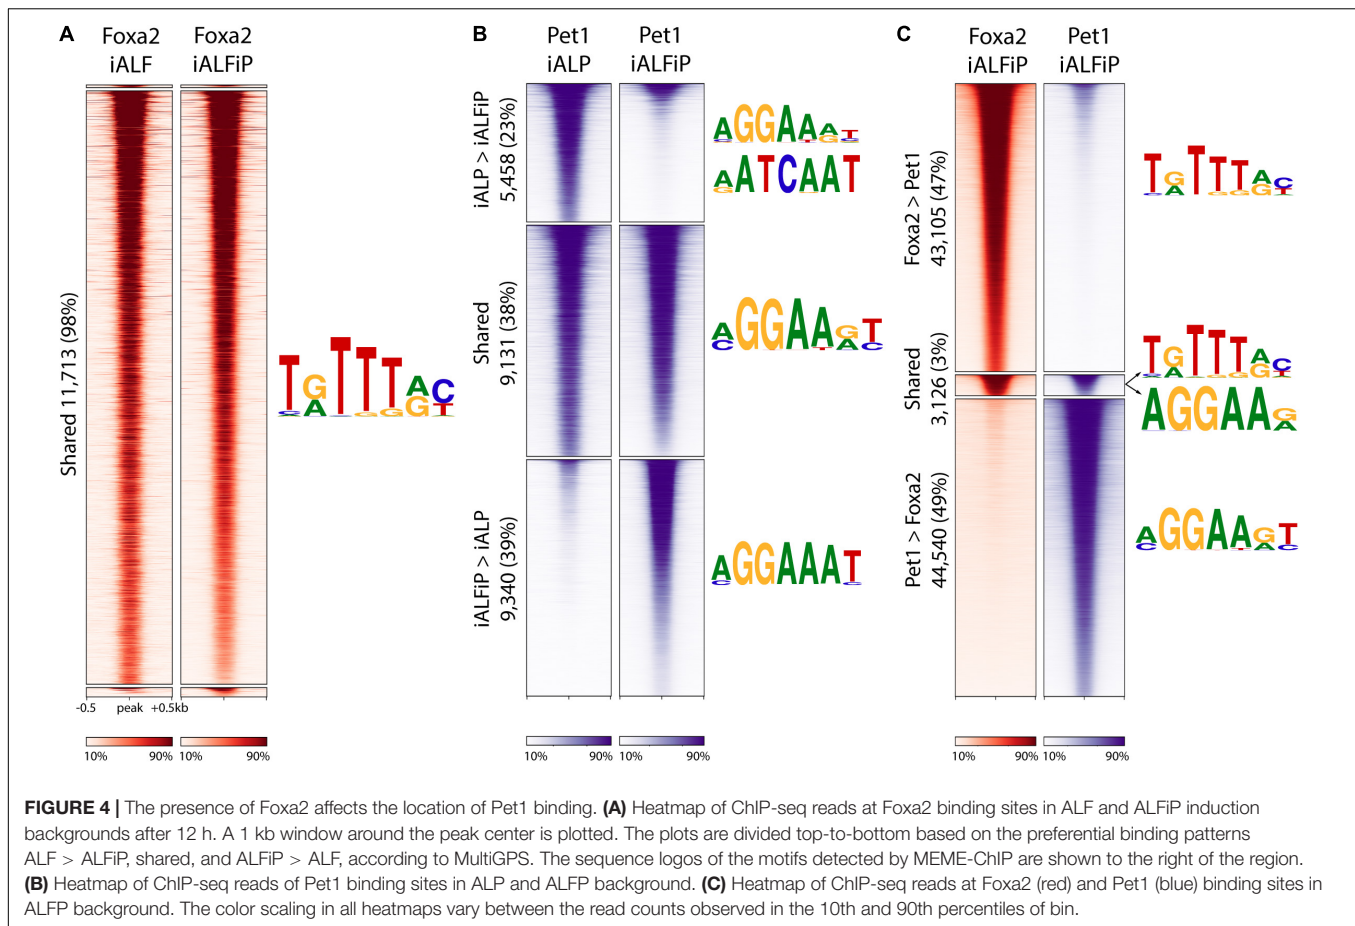 A
Foxa2
iALF
Foxa2
iALFiP
Shared 11,713 (98%)
-0.5
peak
+0.5kb
10%
90%
10%
90%
B
Pet1
iALP
Pet1
iALFiP
iALP > iALFiP
5,458 (23%)
AGGAAAT
AATCAAT
Shared
9,131 (38%)
AGGAAGT
iALFiP > iALP
9,340 (39%)
AGGAAAT
10%
90%
10%
90%
TGTTTAC
C
Foxa2
iALFiP
Pet1
iALFiP
Foxa2 > Pet1
43,105 (47%)
TGTTTAC
Shared
3,126 (3%)
TGTTTAC
AGGAAG
Pet1 > Foxa2
44,540 (49%)
AGGAAGT
10%
90%
10%
90%
FIGURE 4 | The presence of Foxa2 affects the location of Pet1 binding. (A) Heatmap of ChIP-seq reads at Foxa2 binding sites in ALF and ALFiP induction
backgrounds after 12 h. A 1 kb window around the peak center is plotted. The plots are divided top-to-bottom based on the preferential binding patterns
ALF > ALFiP, shared, and ALFiP > ALF, according to MultiGPS. The sequence logos of the motifs detected by MEME-ChIP are shown to the right of the region.
(B) Heatmap of ChIP-seq reads of Pet1 binding sites in ALP and ALFP background. (C) Heatmap of ChIP-seq reads at Foxa2 (red) and Pet1 (blue) binding sites in
ALFP background. The color scaling in all heatmaps vary between the read counts observed in the 10th and 90th percentiles of bin.